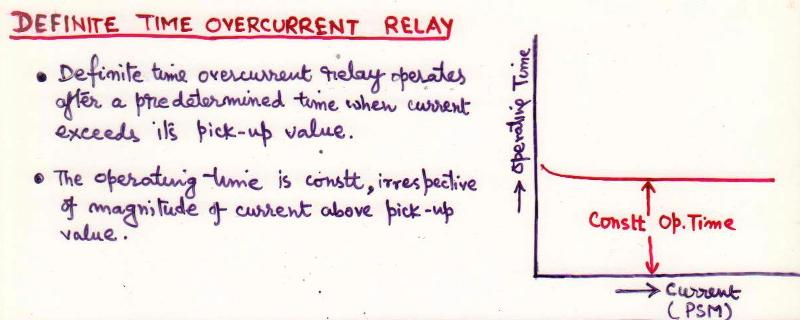 DEFINITE TIME OVERCURRENT RELAY
• Definite time overcurrent relay operates
after a predetermined time when current
exceeds its pick-up value.
• The operating time is constt, irrespective
of magnitude of current above pick-up
value.
→ Operating Time
Constt Op. Time
→ Current
(PSM)